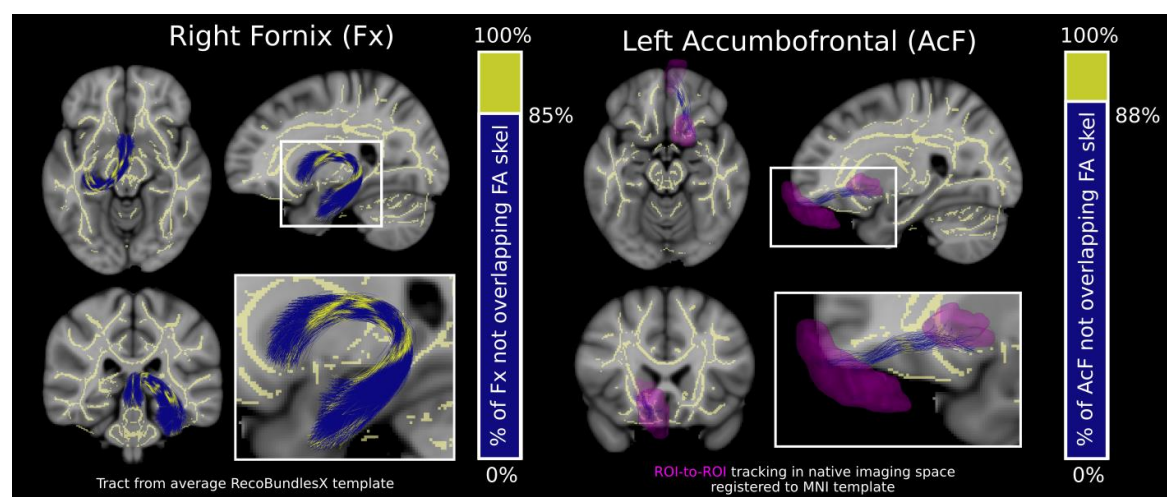 Right Fornix (Fx)
100%
85%
% of Fx not overlapping FA skel
0%
Tract from average RecoBundlesX template
Left Accumbofrontal (AcF)
100%
88%
% of AcF not overlapping FA skel
0%
ROI-to-ROI tracking in native imaging space
registered to MNI template